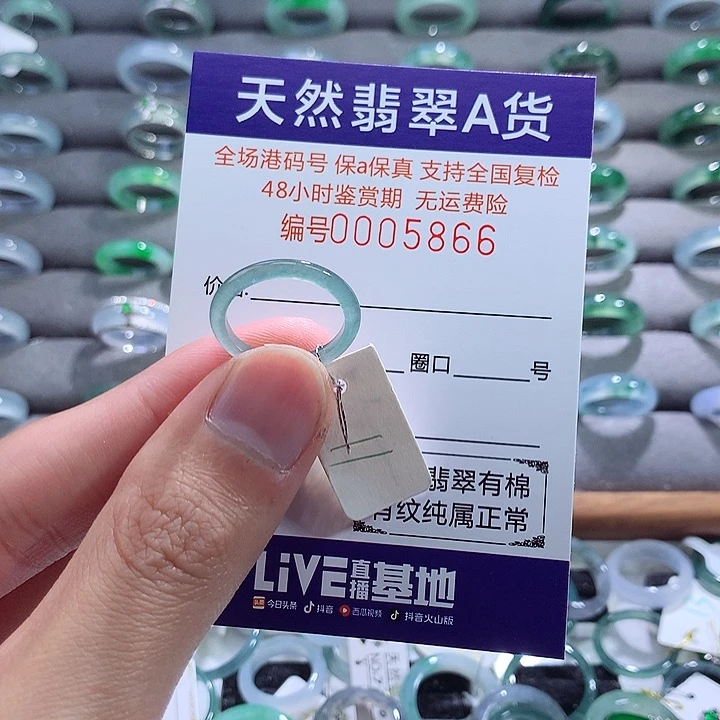 天然翡翠A货
全场港码号 保a保真 支持全国复检
48小时鉴赏期 无运费险
编号0005866
价
圈口 号
翡翠有棉
有纹纯属正常
LiVE直播基地
头条 今日头条 抖音 西瓜视频 抖音火山版